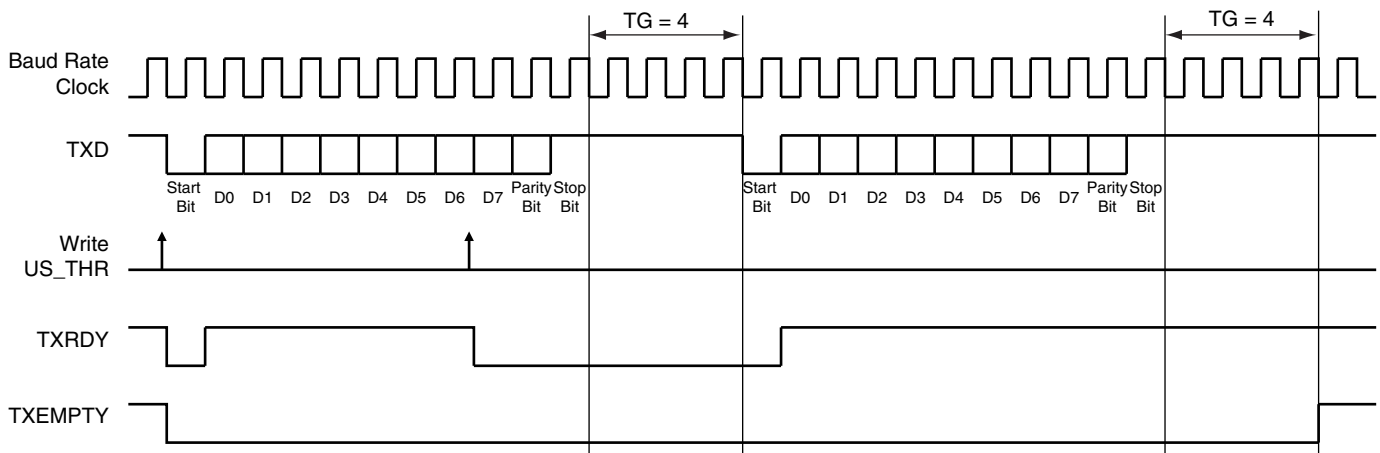 TG = 4
TG = 4
Baud Rate
Clock
TXD
Start
Bit
D0
D1
D2
D3
D4
D5
D6
D7
Parity
Bit
Stop
Bit
Start
Bit
D0
D1
D2
D3
D4
D5
D6
D7
Parity
Bit
Stop
Bit
Write
US_THR
TXRDY
TXEMPTY